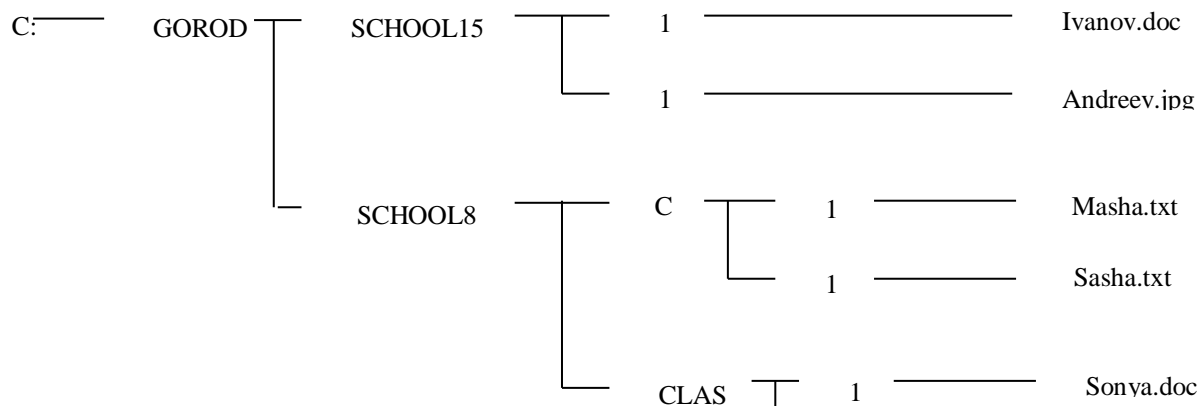 C: GOROD SCHOOL15 1 Ivanov.doc
1 Andreev.jpg
SCHOOL8 C 1 Masha.txt
1 Sasha.txt
CLAS 1 Sonya.doc